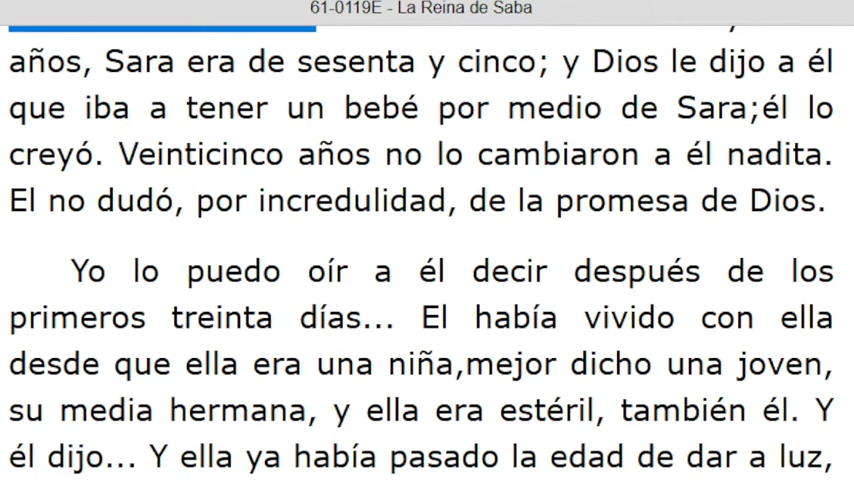 61-0119E - La Reina de Saba
años, Sara era de sesenta y cinco; y Dios le dijo a él
que iba a tener un bebé por medio de Sara;él lo
creyó. Veinticinco años no lo cambiaron a él nadita.
El no dudó, por incredulidad, de la promesa de Dios.
Yo lo puedo oír a él decir después de los
primeros treinta días... El había vivido con ella
desde que ella era una niña,mejor dicho una joven,
su media hermana, y ella era estéril, también él. Y
él dijo... Y ella ya había pasado la edad de dar a luz,